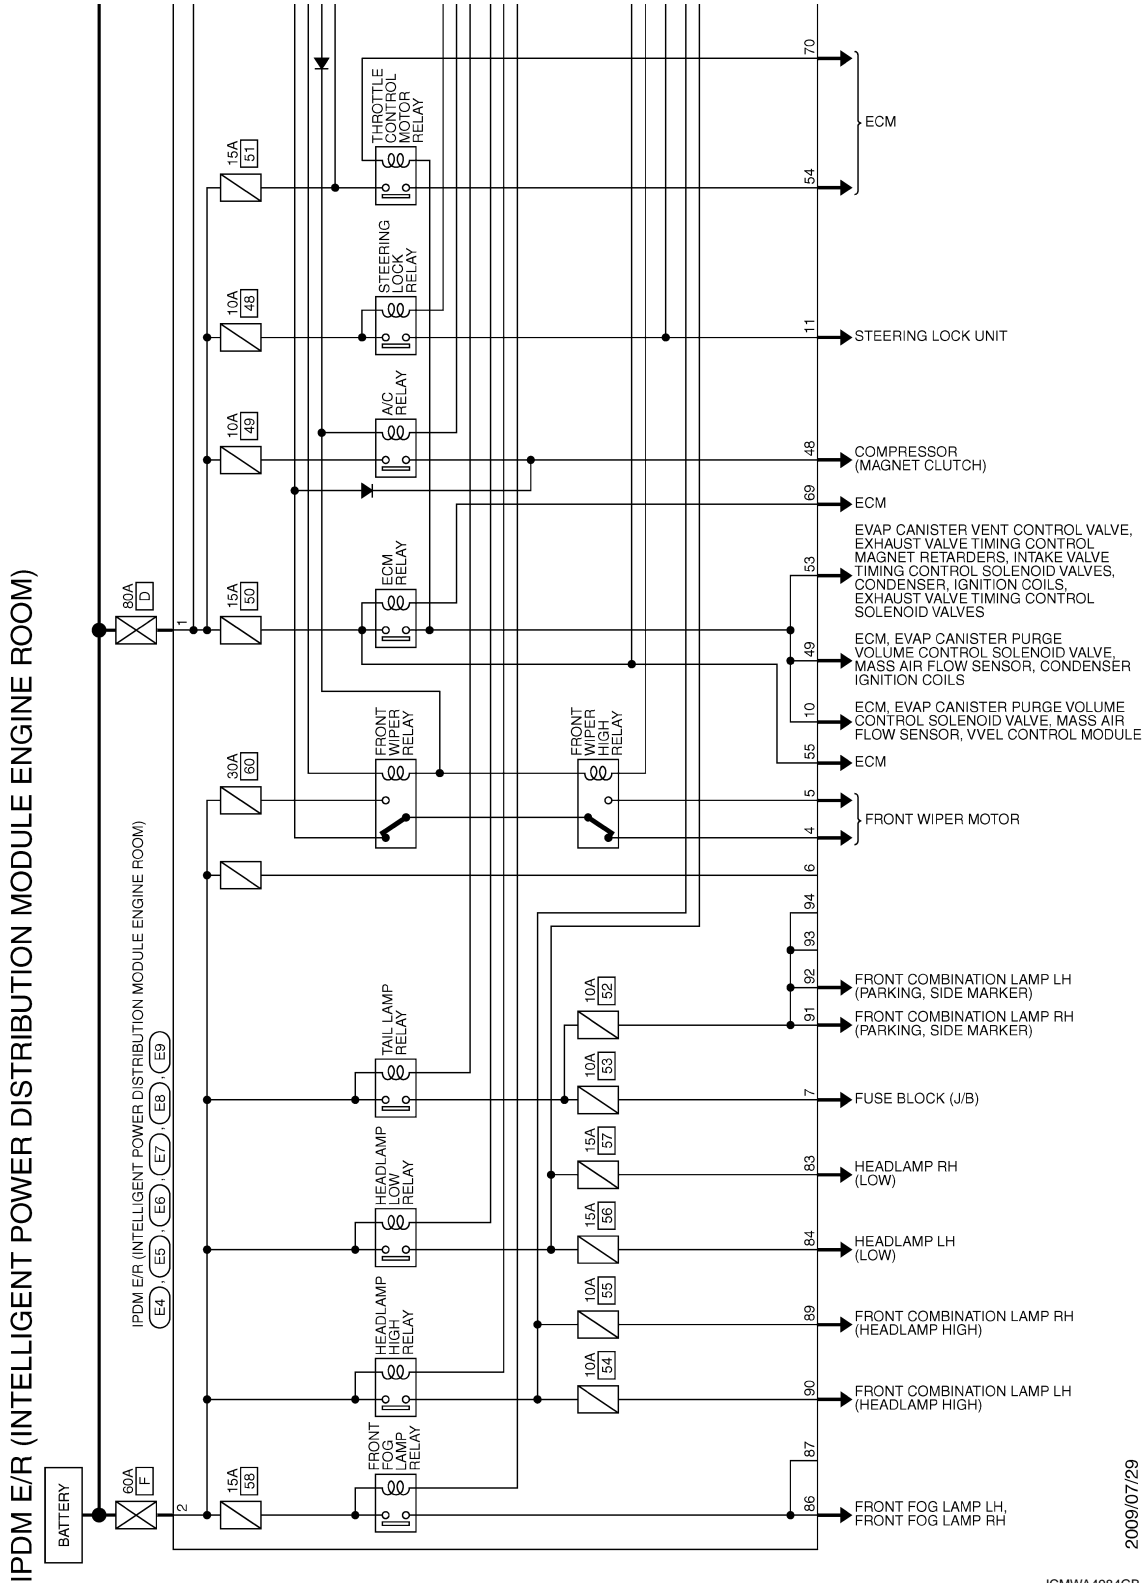 IPDM E/R (INTELLIGENT POWER DISTRIBUTION MODULE ENGINE ROOM)
BATTERY
60A
F
80A
D
IPDM E/R (INTELLIGENT POWER DISTRIBUTION MODULE ENGINE ROOM)
E4 , E5 , E6 , E7 , E8 , E9
2
1
15A
58
30A
60
15A
50
10A
49
10A
48
15A
51
FRONT
FOG
LAMP
RELAY
HEADLAMP
HIGH
RELAY
HEADLAMP
LOW
RELAY
TAIL LAMP
RELAY
FRONT
WIPER
RELAY
ECM
RELAY
A/C
RELAY
STEERING
LOCK
RELAY
THROTTLE
CONTROL
MOTOR
RELAY
10A
54
10A
55
15A
56
15A
57
10A
53
10A
52
FRONT
WIPER
HIGH
RELAY
70
54
ECM
11
STEERING LOCK UNIT
48
COMPRESSOR
(MAGNET CLUTCH)
69
ECM
53
EVAP CANISTER VENT CONTROL VALVE,
EXHAUST VALVE TIMING CONTROL
MAGNET RETARDERS, INTAKE VALVE
TIMING CONTROL SOLENOID VALVES,
CONDENSER, IGNITION COILS,
EXHAUST VALVE TIMING CONTROL
SOLENOID VALVES
49
ECM, EVAP CANISTER PURGE
VOLUME CONTROL SOLENOID VALVE,
MASS AIR FLOW SENSOR, CONDENSER
IGNITION COILS
10
ECM, EVAP CANISTER PURGE VOLUME
CONTROL SOLENOID VALVE, MASS AIR
FLOW SENSOR, VVEL CONTROL MODULE
55
ECM
5
4
FRONT WIPER MOTOR
6
94
93
92
FRONT COMBINATION LAMP LH
(PARKING, SIDE MARKER)
91
FRONT COMBINATION LAMP RH
(PARKING, SIDE MARKER)
7
FUSE BLOCK (J/B)
83
HEADLAMP RH
(LOW)
84
HEADLAMP LH
(LOW)
89
FRONT COMBINATION LAMP RH
(HEADLAMP HIGH)
90
FRONT COMBINATION LAMP LH
(HEADLAMP HIGH)
87
86
FRONT FOG LAMP LH,
FRONT FOG LAMP RH
2009/07/29